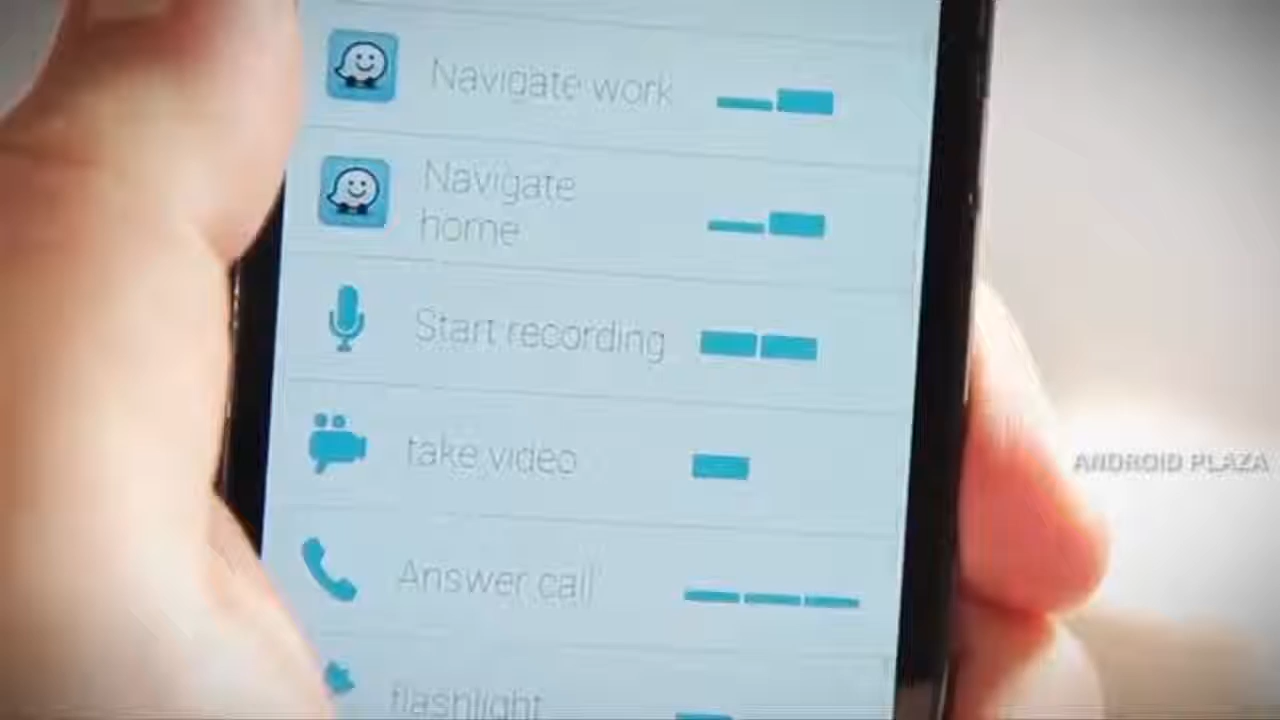 Navigate work
Navigate
home
Start recording
take video
ANDROID PLAZA
Answer call
flashlight